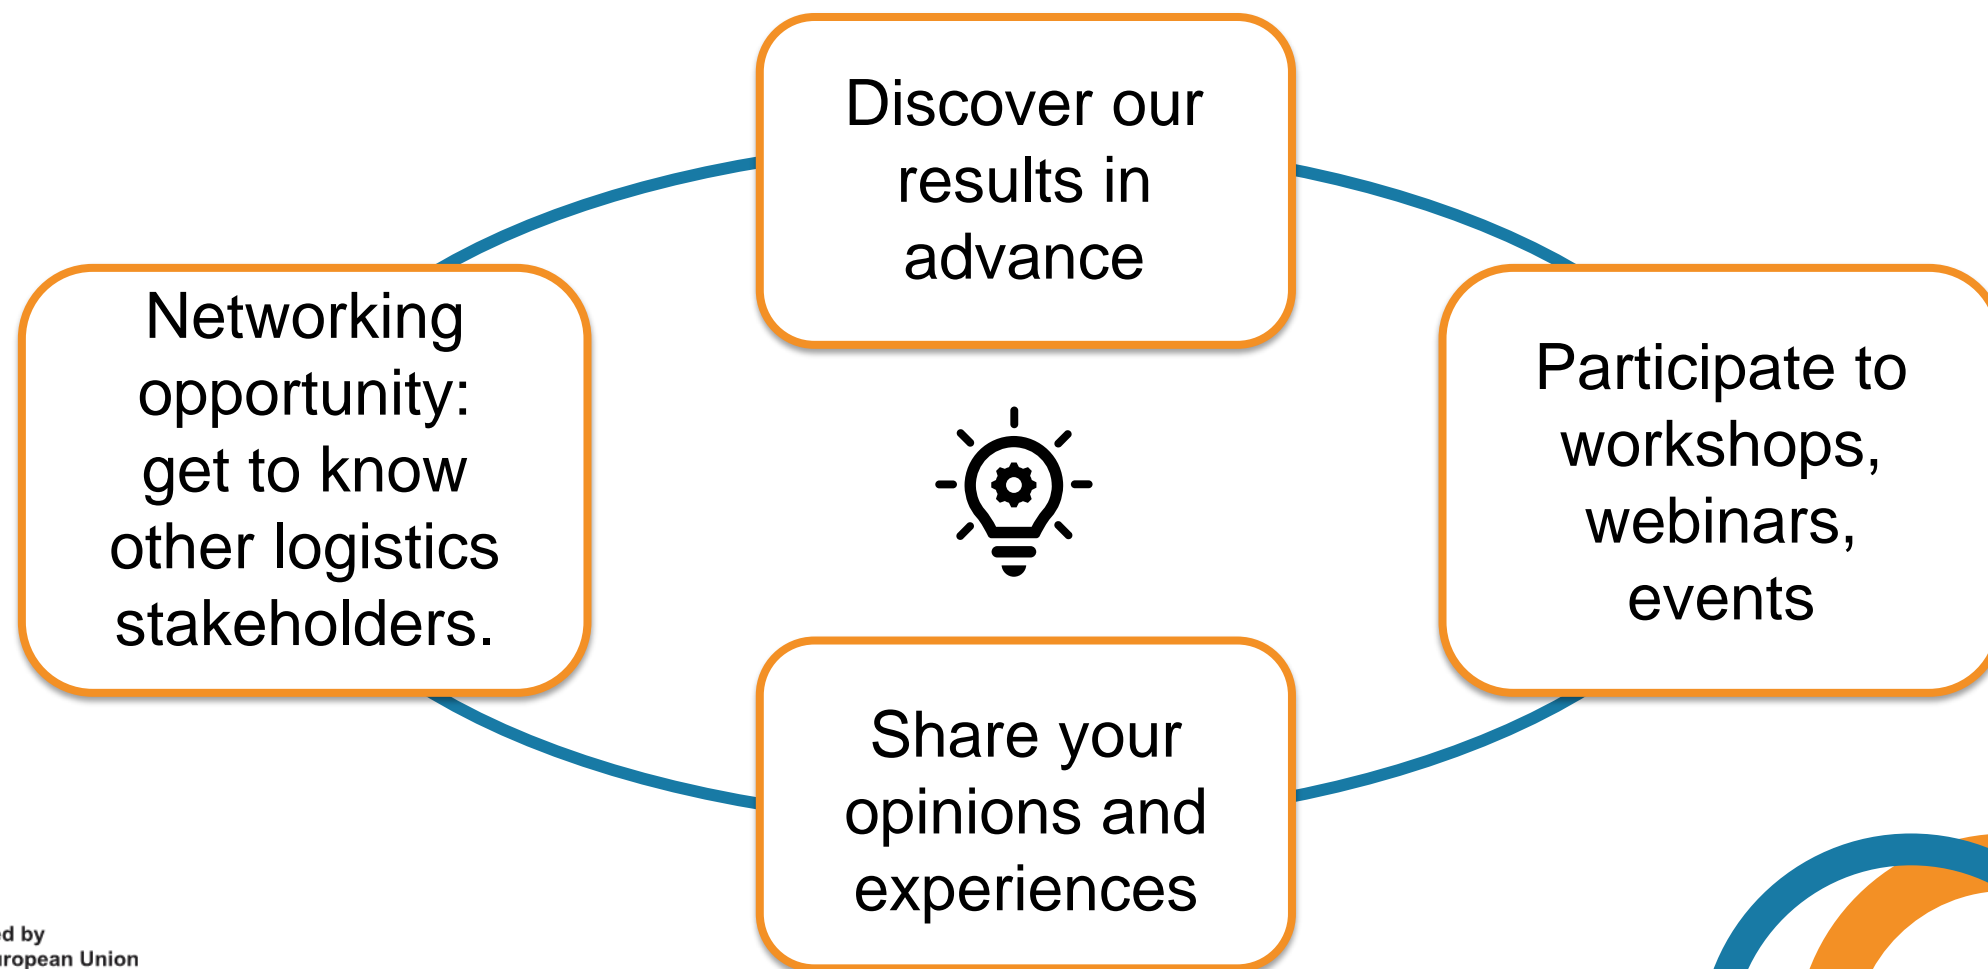 Discover our
results in
advance
Networking
opportunity:
get to know
other logistics
stakeholders.
Participate to
workshops,
webinars,
events
Share your
opinions and
experiences
by
European Union